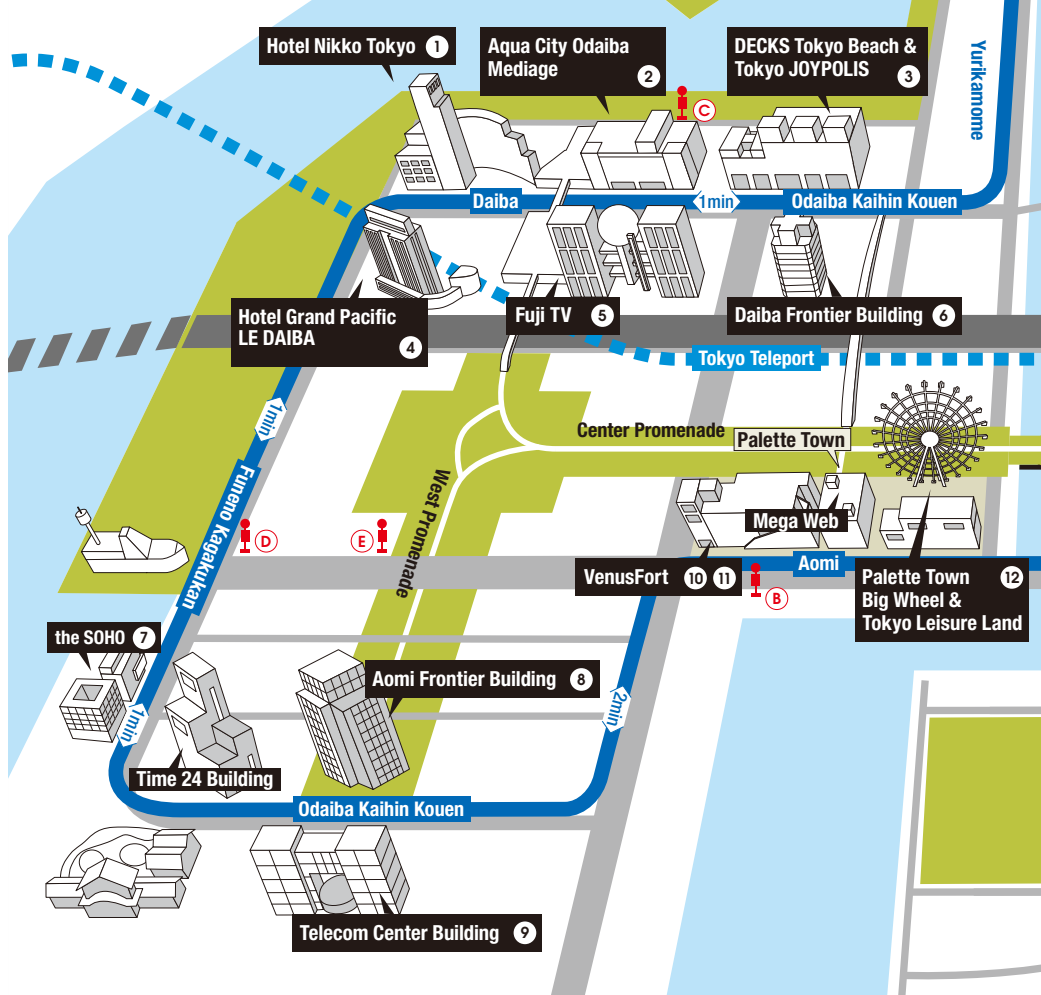 Hotel Nikko Tokyo 1
Aqua City Odaiba
Mediage 2
DECKS Tokyo Beach &
Tokyo JOYPOLIS 3
Yurikamome
C
Daiba
1min
Odaiba Kaihin Kouen
Hotel Grand Pacific
LE DAIBA 4
Fuji TV 5
Daiba Frontier Building 6
Tokyo Teleport
1min
Center Promenade
Palette Town
Funeno Kagakukan
West Promenade
Mega Web
D
E
VenusFort 10 11
Aomi
B
Palette Town 12
Big Wheel &
Tokyo Leisure Land
the SOHO 7
Aomi Frontier Building 8
1min
2min
Time 24 Building
Odaiba Kaihin Kouen
Telecom Center Building 9